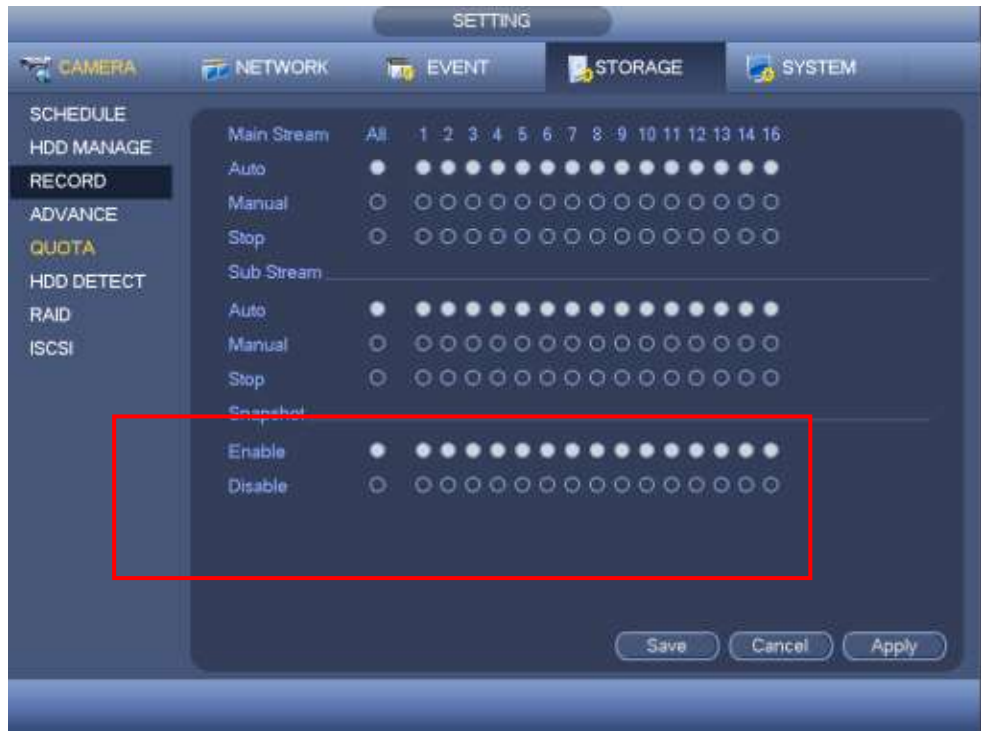 SETTING
CAMERA NETWORK EVENT STORAGE SYSTEM
SCHEDULE
HDD MANAGE
RECORD
ADVANCE
QUOTA
HDD DETECT
RAID
ISCSI
Main Stream All 1 2 3 4 5 6 7 8 9 10 11 12 13 14 16
Auto
Manual
Stop
Sub Stream
Auto
Manual
Stop
Snapshot
Enable
Disable
Save Cancel Apply